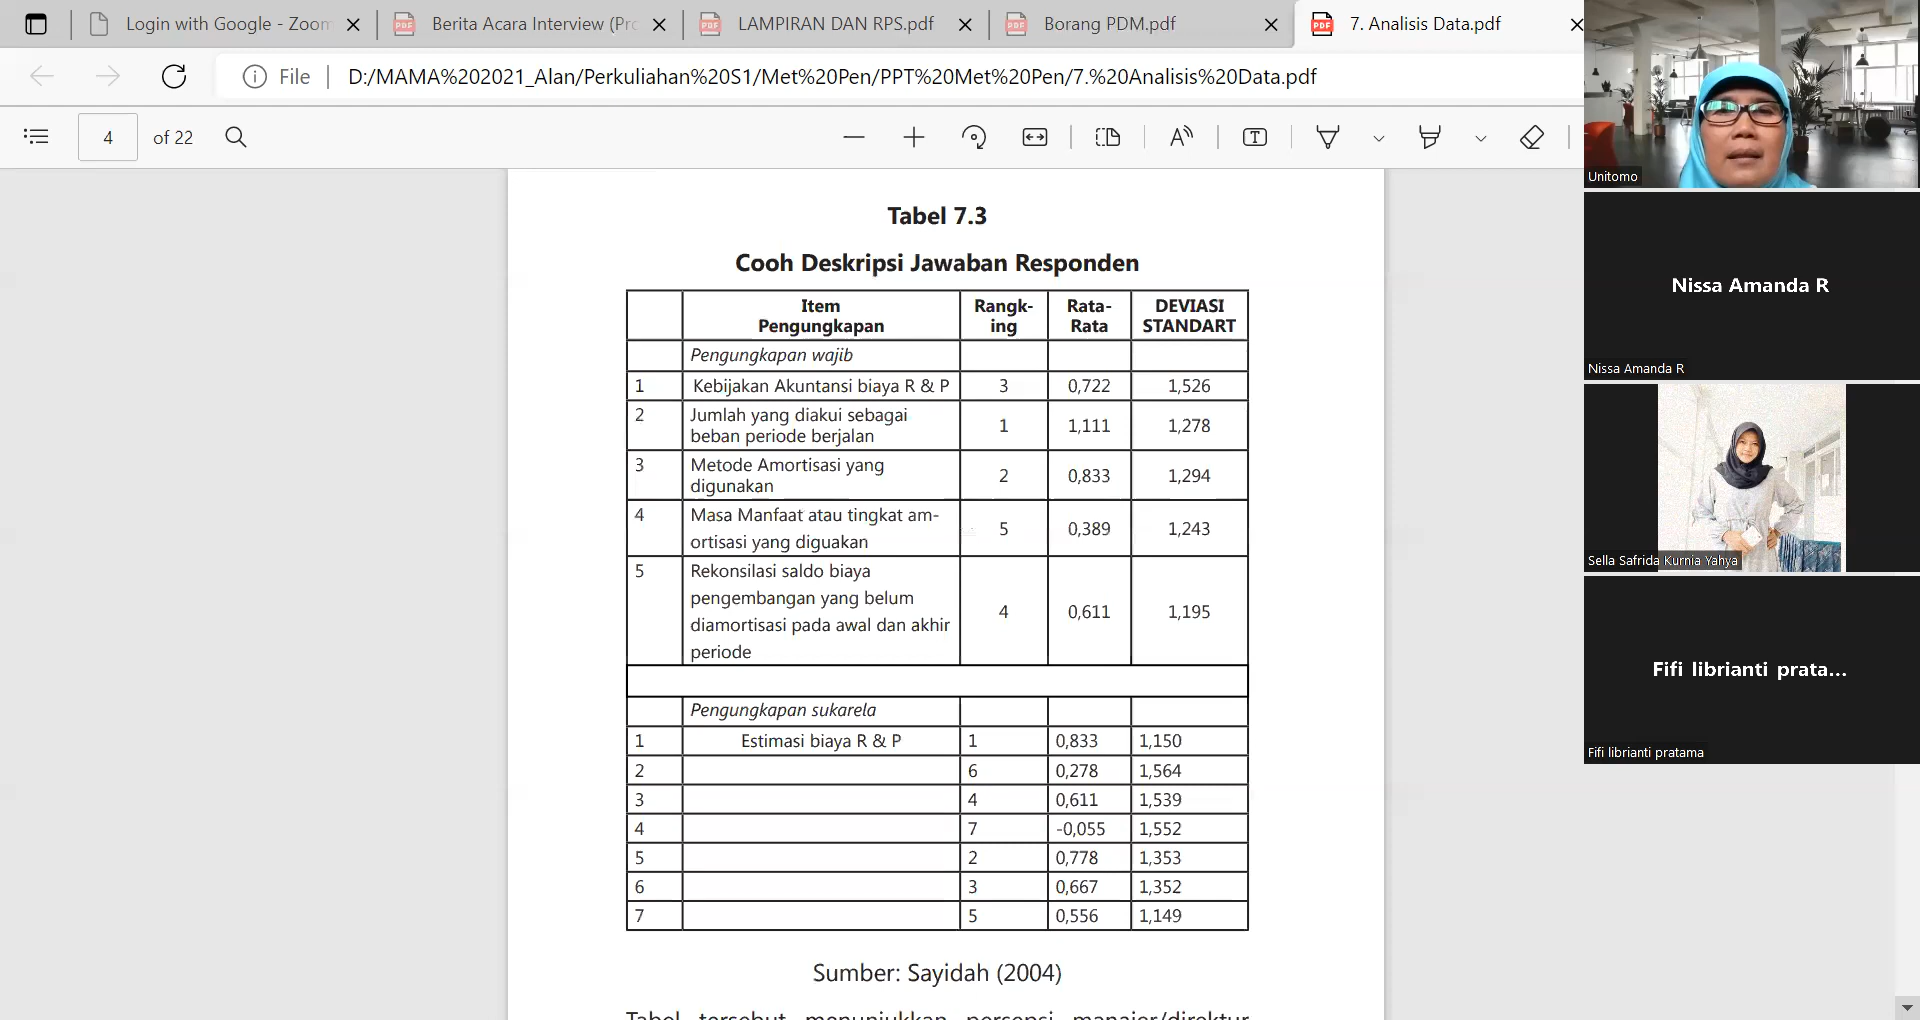 Login with Google - Zoom
Berita Acara Interview (Pro
LAMPIRAN DAN RPS.pdf
Borang PDM.pdf
7. Analisis Data.pdf
File
D:/MAMA%202021_Alan/Perkuliahan%20S1/Met%20Pen/PPT%20Met%20Pen/7.%20Analisis%20Data.pdf
4 of 22
Tabel 7.3
Cooh Deskripsi Jawaban Responden
Item Pengungkapan Rangk-ing Rata-Rata DEVIASI STANDART
Pengungkapan wajib
1 Kebijakan Akuntansi biaya R & P 3 0,722 1,526
2 Jumlah yang diakui sebagai
beban periode berjalan 1 1,111 1,278
3 Metode Amortisasi yang
digunakan 2 0,833 1,294
4 Masa Manfaat atau tingkat am-
ortisasi yang diguakan 5 0,389 1,243
5 Rekonsilasi saldo biaya
pengembangan yang belum
diamortisasi pada awal dan akhir
periode 4 0,611 1,195
Pengungkapan sukarela
1 Estimasi biaya R & P 1 0,833 1,150
2 6 0,278 1,564
3 4 0,611 1,539
4 7 -0,055 1,552
5 2 0,778 1,353
6 3 0,667 1,352
7 5 0,556 1,149
Sumber: Sayidah (2004)
Tabel tersebut menunjukkan persepsi manajer/direktur
Unitomo
Nissa Amanda R
Nissa Amanda R
Sella Safrida Kurnia Yahya
Fifi librianti prata...
Fifi librianti pratama